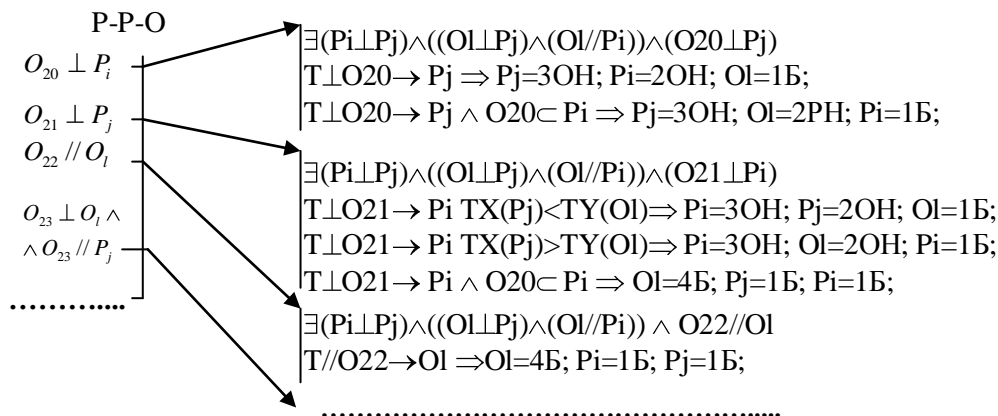 P-P-O
O₂₀ ⊥ Pᵢ
O₂₁ ⊥ Pⱼ
O₂₂ // Oₗ
O₂₃ ⊥ Oₗ ∧
∧ O₂₃ // Pⱼ
∃(Pi⊥Pj)∧((Ol⊥Pj)∧(Ol//Pi))∧(O20⊥Pj)
T⊥O20→ Pj ⇒ Pj=3ОН; Pi=2ОН; Ol=1Б;
T⊥O20→ Pj ∧ O20⊂ Pi ⇒ Pj=3ОН; Ol=2РН; Pi=1Б;
∃(Pi⊥Pj)∧((Ol⊥Pj)∧(Ol//Pi))∧(O21⊥Pi)
T⊥O21→ Pi TX(Pj)<TY(Ol)⇒ Pi=3ОН; Pj=2ОН; Ol=1Б;
T⊥O21→ Pi TX(Pj)>TY(Ol)⇒ Pi=3ОН; Ol=2ОН; Pi=1Б;
T⊥O21→ Pi ∧ O20⊂ Pi ⇒ Ol=4Б; Pj=1Б; Pi=1Б;
∃(Pi⊥Pj)∧((Ol⊥Pj)∧(Ol//Pi)) ∧ O22//Ol
T//O22→Ol ⇒Ol=4Б; Pi=1Б; Pj=1Б;